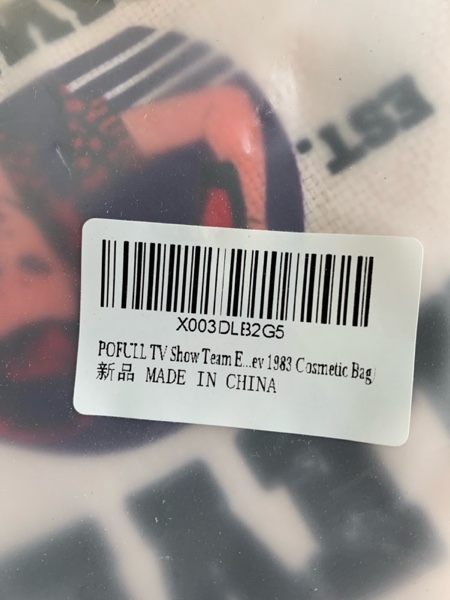 EST.
X003DLB2G5
POFULL TV Show Team E...ev 1983 Cosmetic Bag
新品 MADE IN CHINA